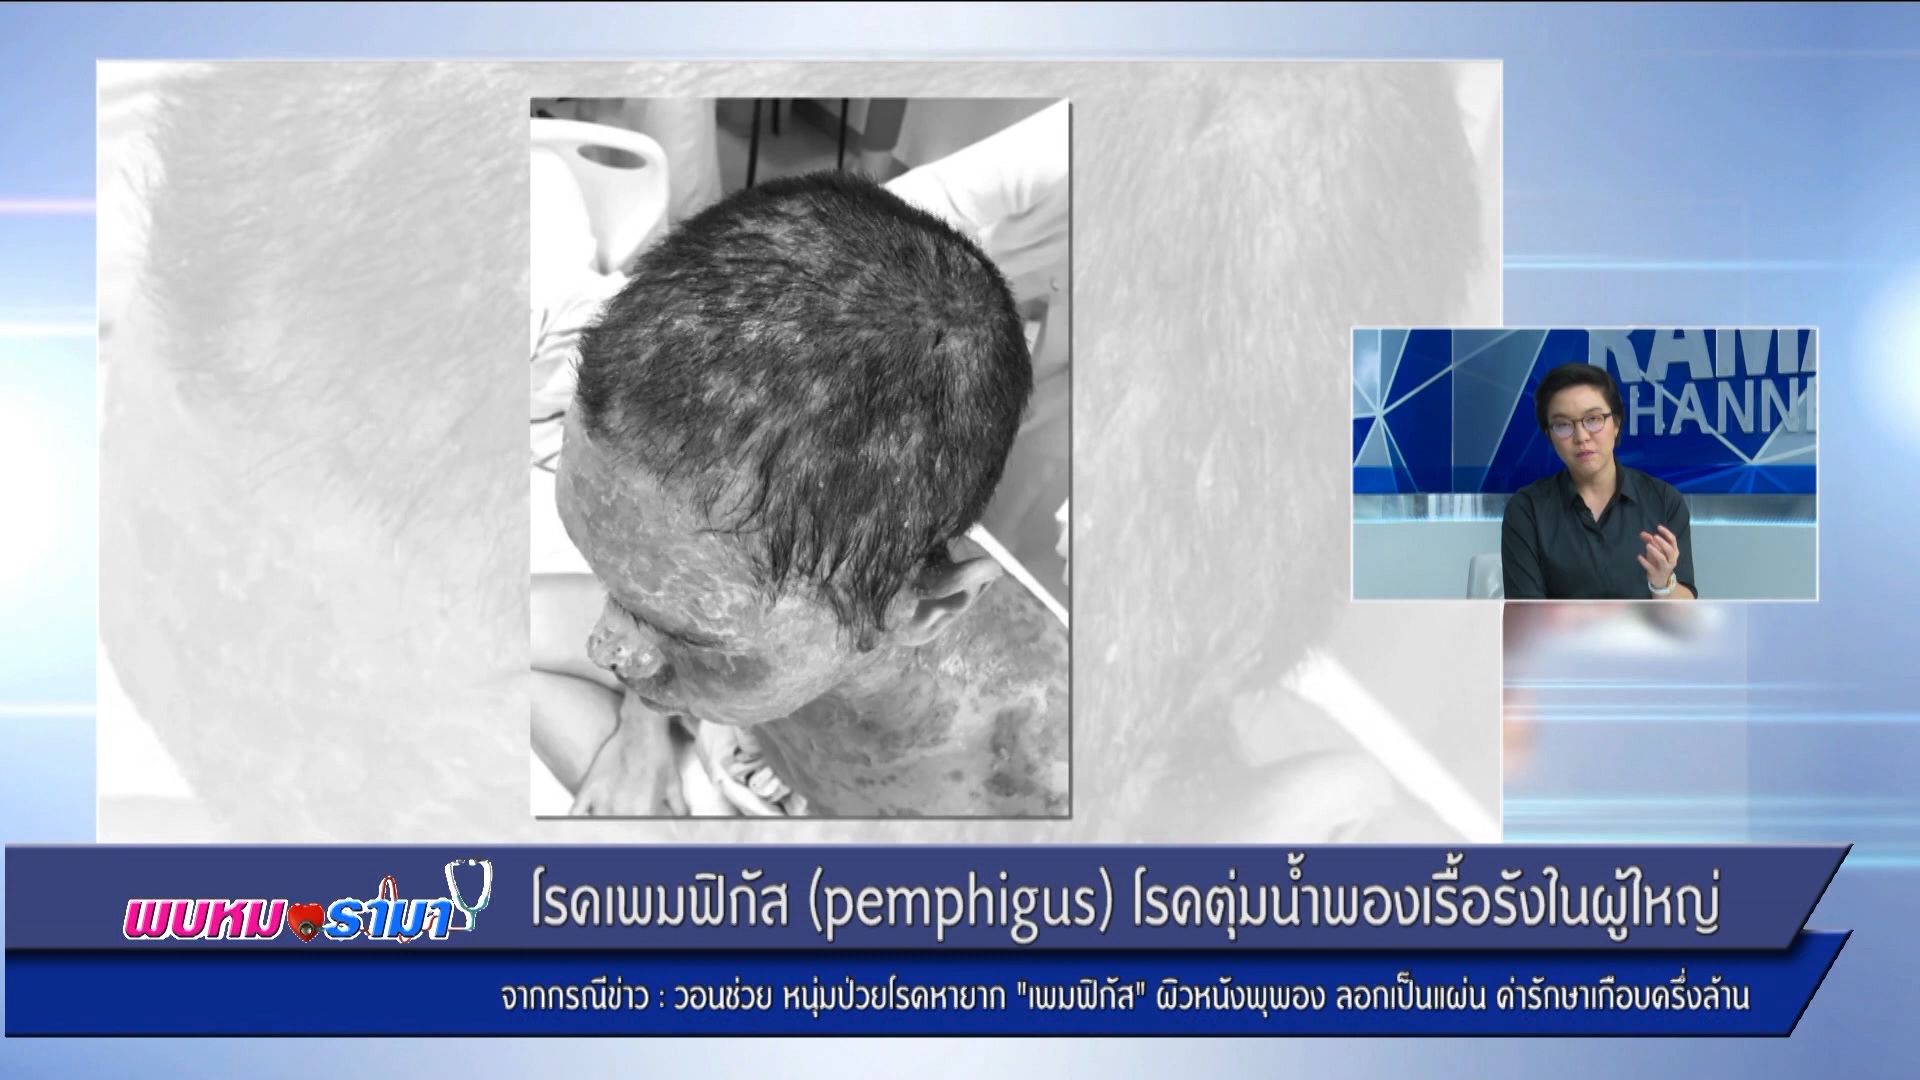 RAMA
CHANNE
พบหมอรามา
โรคเพมฟิกัส (pemphigus) โรคตุ่มน้ำพองเรื้อรังในผู้ใหญ่
จากกรณีข่าว : วอนช่วย หนุ่มป่วยโรคหายาก "เพมฟิกัส" ผิวหนังพุพอง ลอกเป็นแผ่น ค่ารักษาเกือบครึ่งล้าน